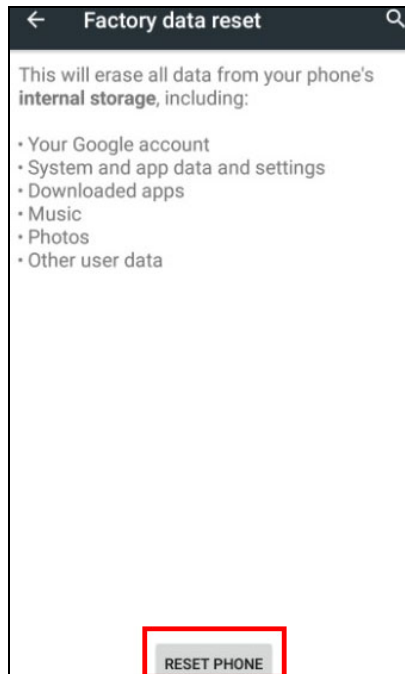 Factory data reset
This will erase all data from your phone's
internal storage, including:
• Your Google account
• System and app data and settings
• Downloaded apps
• Music
• Photos
• Other user data
RESET PHONE